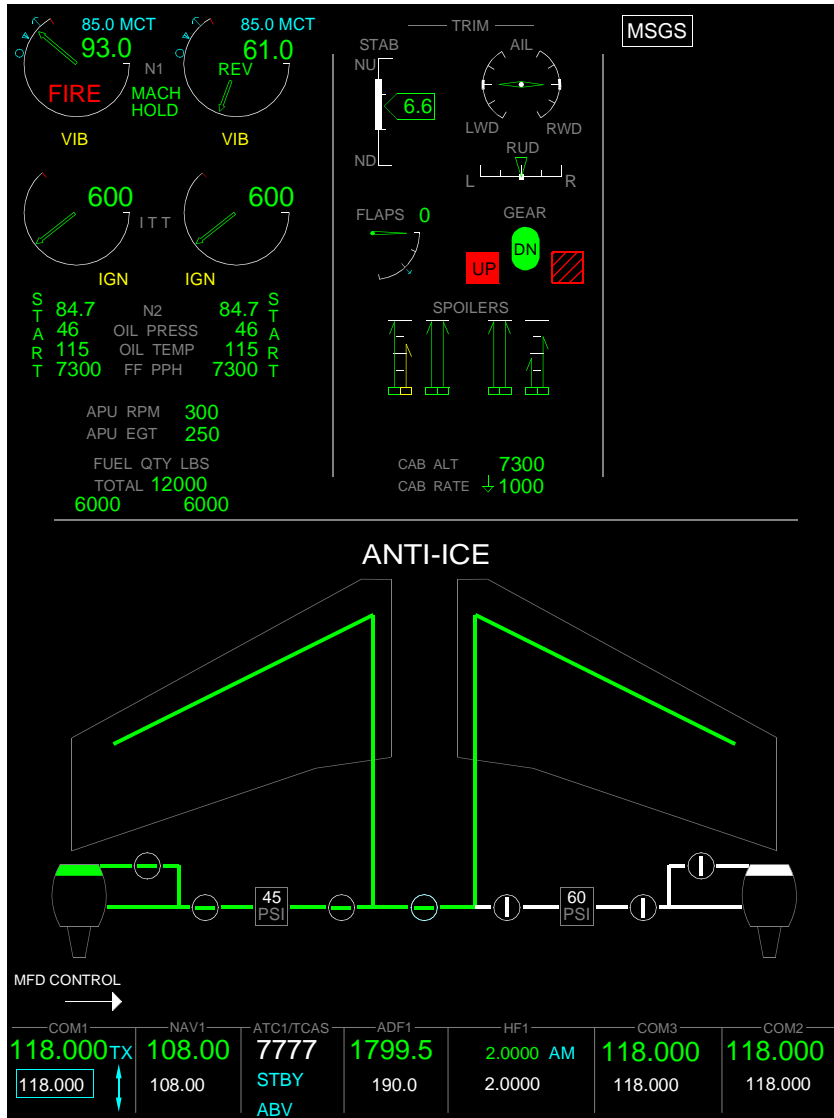 85.0 MCT 85.0 MCT
93.0 61.0
N1 REV
FIRE MACH HOLD
VIB VIB
600 600
ITT
IGN IGN
START 84.7 N2 84.7 START
46 OIL PRESS 46
115 OIL TEMP 115
7300 FF PPH 7300
APU RPM 300
APU EGT 250
FUEL QTY LBS
TOTAL 12000
6000 6000
TRIM
STAB AIL
NU
6.6
LWD RWD
ND RUD
L R
FLAPS 0 GEAR
DN
UP
SPOILERS
CAB ALT 7300
CAB RATE 1000
MSGS
ANTI-ICE
45 PSI 60 PSI
MFD CONTROL
COM1 NAV1 ATC1/TCAS ADF1 HF1 COM3 COM2
118.000 TX 108.00 7777 1799.5 2.0000 AM 118.000 118.000
118.000 108.00 STBY 190.0 2.0000 118.000 118.000
ABV